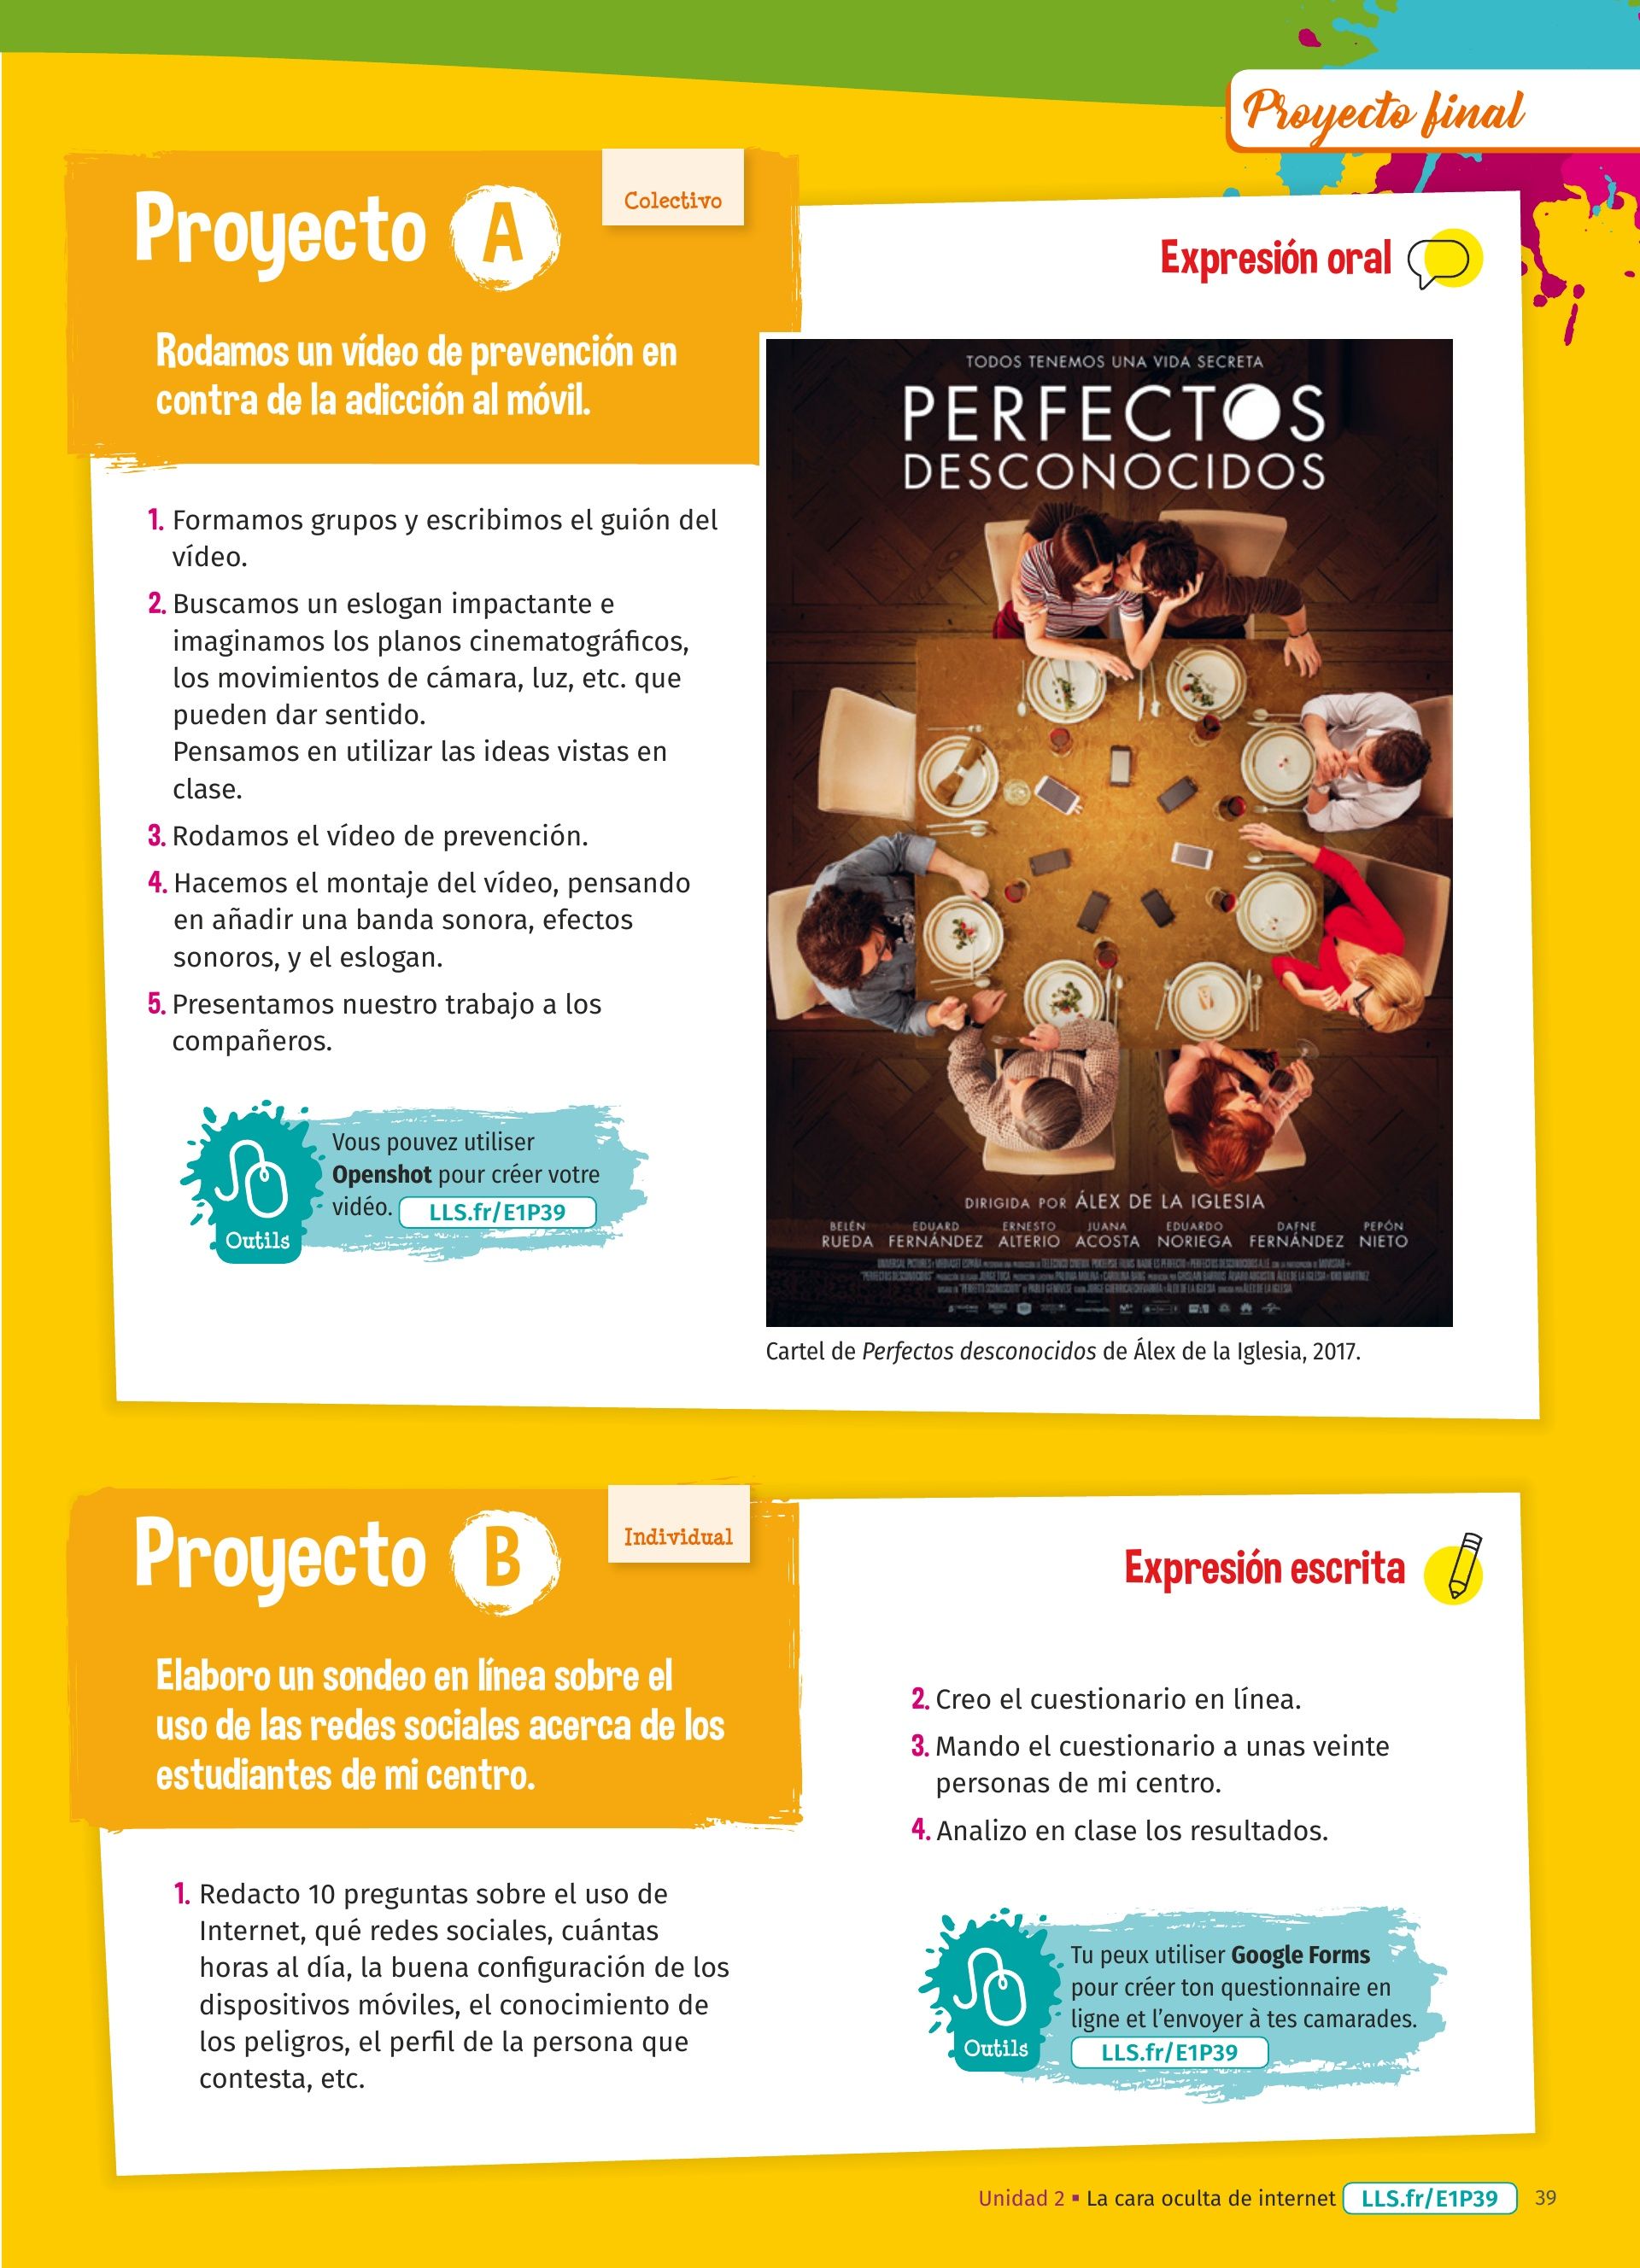 Proyecto final
Proyecto A
Colectivo
Expresión oral
Rodamos un vídeo de prevención en
contra de la adicción al móvil.
1. Formamos grupos y escribimos el guión del
vídeo.
2. Buscamos un eslogan impactante e
imaginamos los planos cinematográficos,
los movimientos de cámara, luz, etc. que
pueden dar sentido.
Pensamos en utilizar las ideas vistas en
clase.
3. Rodamos el vídeo de prevención.
4. Hacemos el montaje del vídeo, pensando
en añadir una banda sonora, efectos
sonoros, y el eslogan.
5. Presentamos nuestro trabajo a los
compañeros.
Vous pouvez utiliser
Openshot pour créer votre
vidéo. LLS.fr/E1P39
Outils
TODOS TENEMOS UNA VIDA SECRETA
PERFECTOS
DESCONOCIDOS
DIRIGIDA POR ÁLEX DE LA IGLESIA
BELÉN RUEDA EDUARD FERNÁNDEZ ERNESTO ALTERIO JUANA ACOSTA EDUARDO NORIEGA DAFNE FERNÁNDEZ PEPÓN NIETO
Cartel de Perfectos desconocidos de Álex de la Iglesia, 2017.
Proyecto B
Individual
Expresión escrita
Elaboro un sondeo en línea sobre el
uso de las redes sociales acerca de los
estudiantes de mi centro.
1. Redacto 10 preguntas sobre el uso de
Internet, qué redes sociales, cuántas
horas al día, la buena configuración de los
dispositivos móviles, el conocimiento de
los peligros, el perfil de la persona que
contesta, etc.
2. Creo el cuestionario en línea.
3. Mando el cuestionario a unas veinte
personas de mi centro.
4. Analizo en clase los resultados.
Tu peux utiliser Google Forms
pour créer ton questionnaire en
ligne et l'envoyer à tes camarades.
LLS.fr/E1P39
Outils
Unidad 2 ▪ La cara oculta de internet LLS.fr/E1P39 39